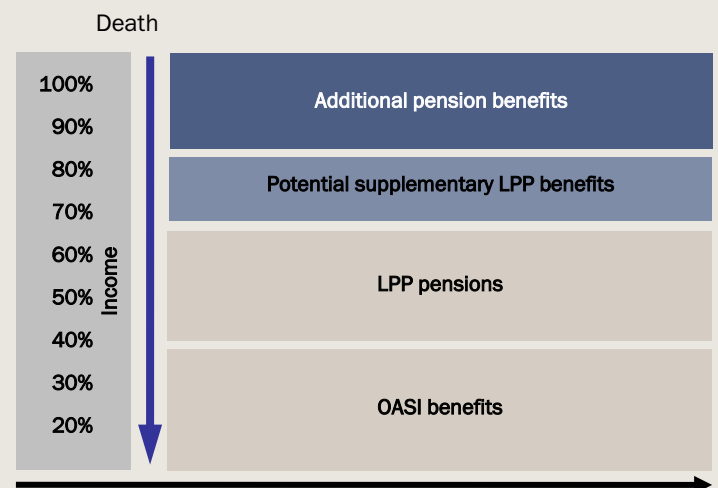 Death
100%
90%
80%
70%
60%
50%
40%
30%
20%
Income
Additional pension benefits
Potential supplementary LPP benefits
LPP pensions
OASI benefits